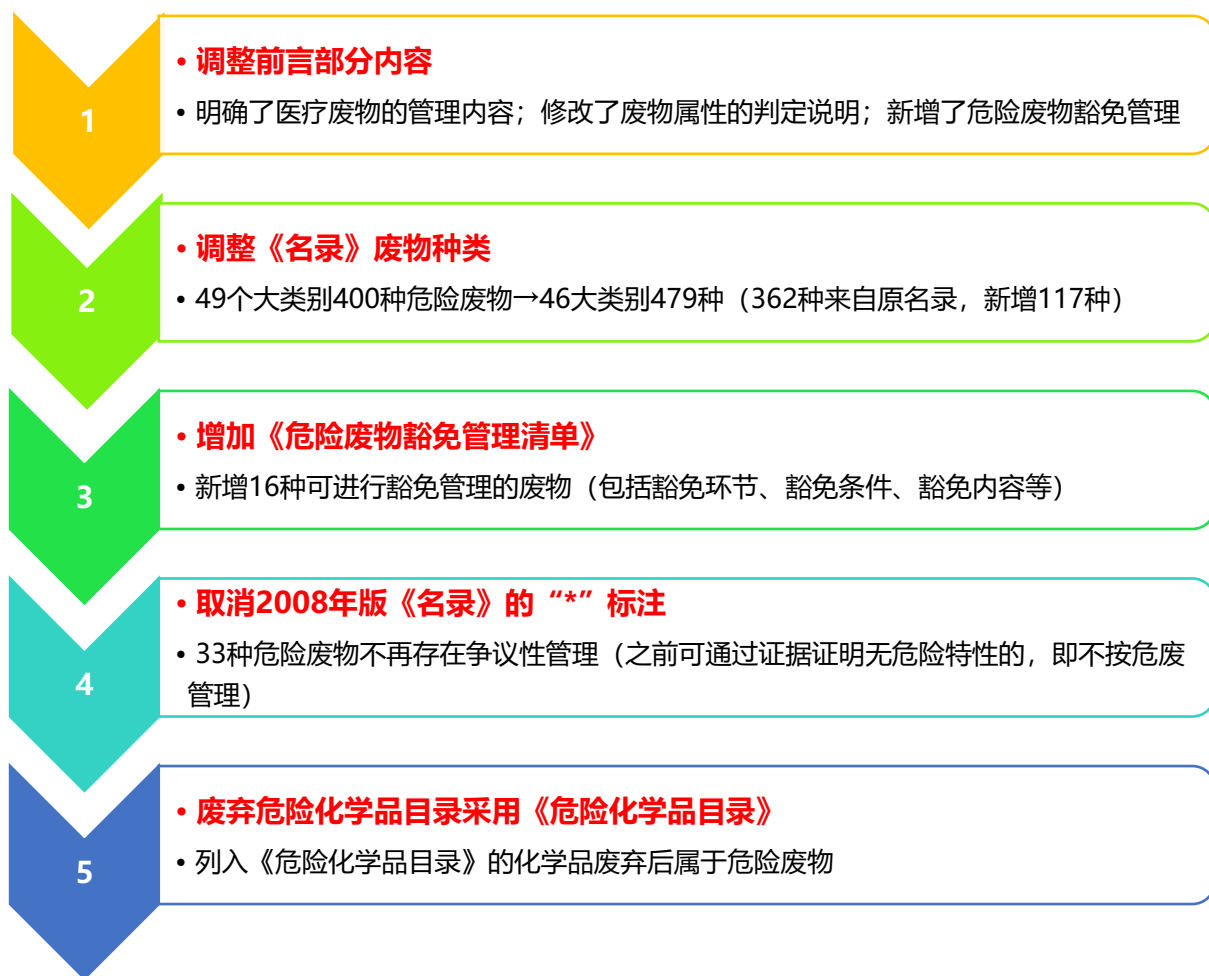 1
• 调整前言部分内容
• 明确了医疗废物的管理内容；修改了废物属性的判定说明；新增了危险废物豁免管理
2
• 调整《名录》废物种类
• 49个大类别400种危险废物→46大类别479种（362种来自原名录，新增117种）
3
• 增加《危险废物豁免管理清单》
• 新增16种可进行豁免管理的废物（包括豁免环节、豁免条件、豁免内容等）
4
• 取消2008年版《名录》的“*”标注
• 33种危险废物不再存在争议性管理（之前可通过证据证明无危险特性的，即不按危废
管理）
5
• 废弃危险化学品目录采用《危险化学品目录》
• 列入《危险化学品目录》的化学品废弃后属于危险废物